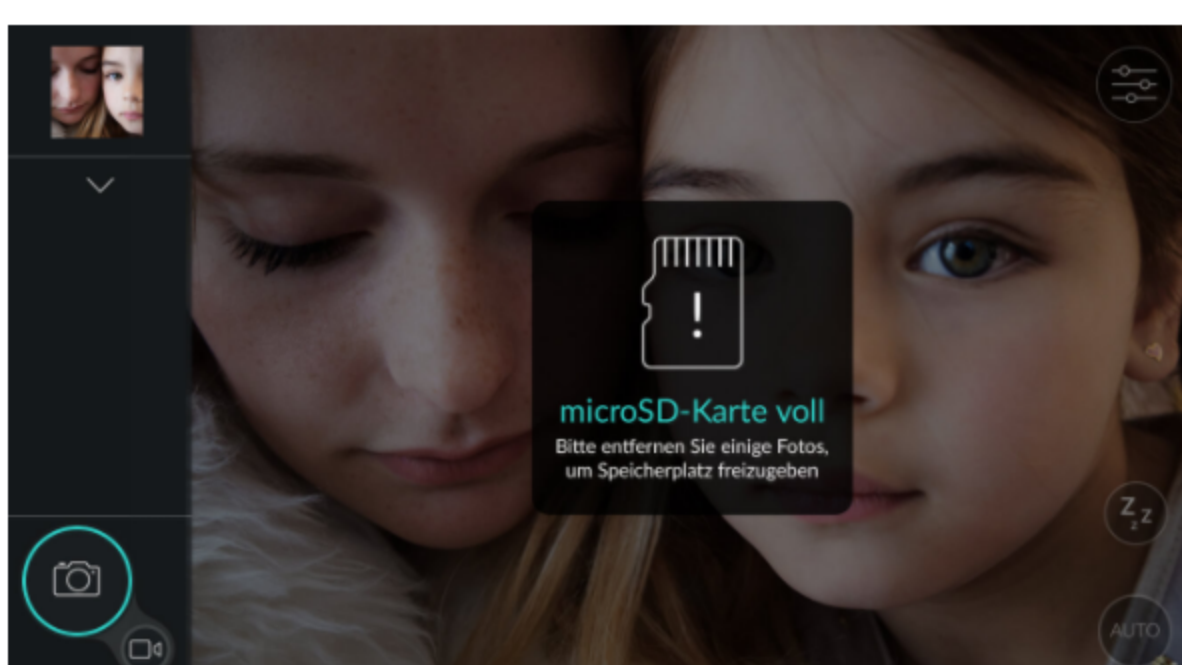 microSD-Karte voll
Bitte entfernen Sie einige Fotos,
um Speicherplatz freizugeben
Z z Z
AUTO